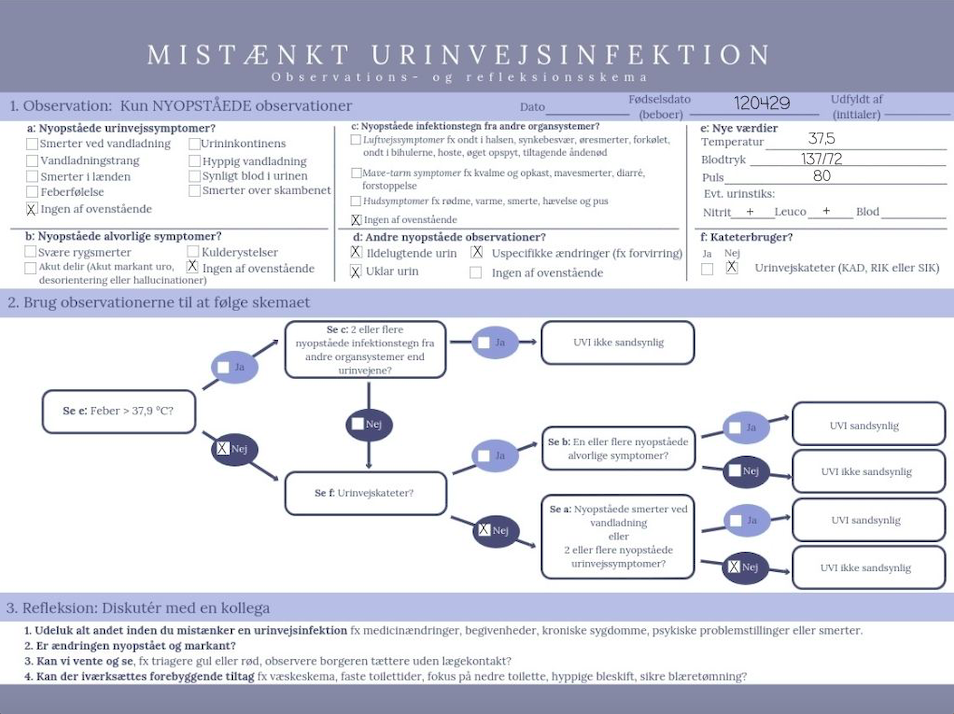 MISTÆNKT URINVEJSINFEKTION
Observations- og refleksionsskema
1. Observation: Kun NYOPSTÅEDE observationer
Dato
Fødselsdato (beboer) 120429
Udfyldt af (initialer)
a: Nyopståede urinvejssymptomer?
Smerter ved vandladning
Urininkontinens
Vandladningstrang
Hyppig vandladning
Smerter i lænden
Synligt blod i urinen
Feberfølelse
Smerter over skambenet
X Ingen af ovenstående
b: Nyopståede alvorlige symptomer?
Svære rygsmerter
Kulderystelser
Akut delir (Akut markant uro,
desorientering eller hallucinationer)
X Ingen af ovenstående
c: Nyopståede infektionstegn fra andre organsystemer?
Luftvejssymptomer fx ondt i halsen, synkebesvær, øresmerter, forkølet,
ondt i bihulerne, hoste, øget opspyt, tiltagende åndenød
Mave-tarm symptomer fx kvalme og opkast, mavesmerter, diarré,
forstoppelse
Hudsymptomer fx rødme, varme, smerte, hævelse og pus
X Ingen af ovenstående
d: Andre nyopståede observationer?
X Ildelugtende urin
X Uspecifikke ændringer (fx forvirring)
X Uklar urin
Ingen af ovenstående
e: Nye værdier
Temperatur 37,5
Blodtryk 137/72
Puls 80
Evt. urinstiks:
Nitrit + Leuco + Blod
f: Kateterbruger?
Ja Nej
X Urinvejskateter (KAD, RIK eller SIK)
2. Brug observationerne til at følge skemaet
Se e: Feber > 37,9 °C?
Ja
X Nej
Se c: 2 eller flere
nyopståede infektionstegn fra
andre organsystemer end
urinvejene?
Ja
UVI ikke sandsynlig
Nej
Se f: Urinvejskateter?
Ja
X Nej
Se b: En eller flere nyopståede
alvorlige symptomer?
Ja
UVI sandsynlig
Nej
UVI ikke sandsynlig
Se a: Nyopståede smerter ved
vandladning
eller
2 eller flere nyopståede
urinvejssymptomer?
Ja
UVI sandsynlig
X Nej
UVI ikke sandsynlig
3. Refleksion: Diskutér med en kollega
1. Udeluk alt andet inden du mistænker en urinvejsinfektion fx medicinændringer, begivenheder, kroniske sygdomme, psykiske problemstillinger eller smerter.
2. Er ændringen nyopstået og markant?
3. Kan vi vente og se, fx triagere gul eller rød, observere borgeren tættere uden lægekontakt?
4. Kan der iværksættes forebyggende tiltag fx væskeskema, faste toilettider, fokus på nedre toilette, hyppige bleskift, sikre blæretømning?